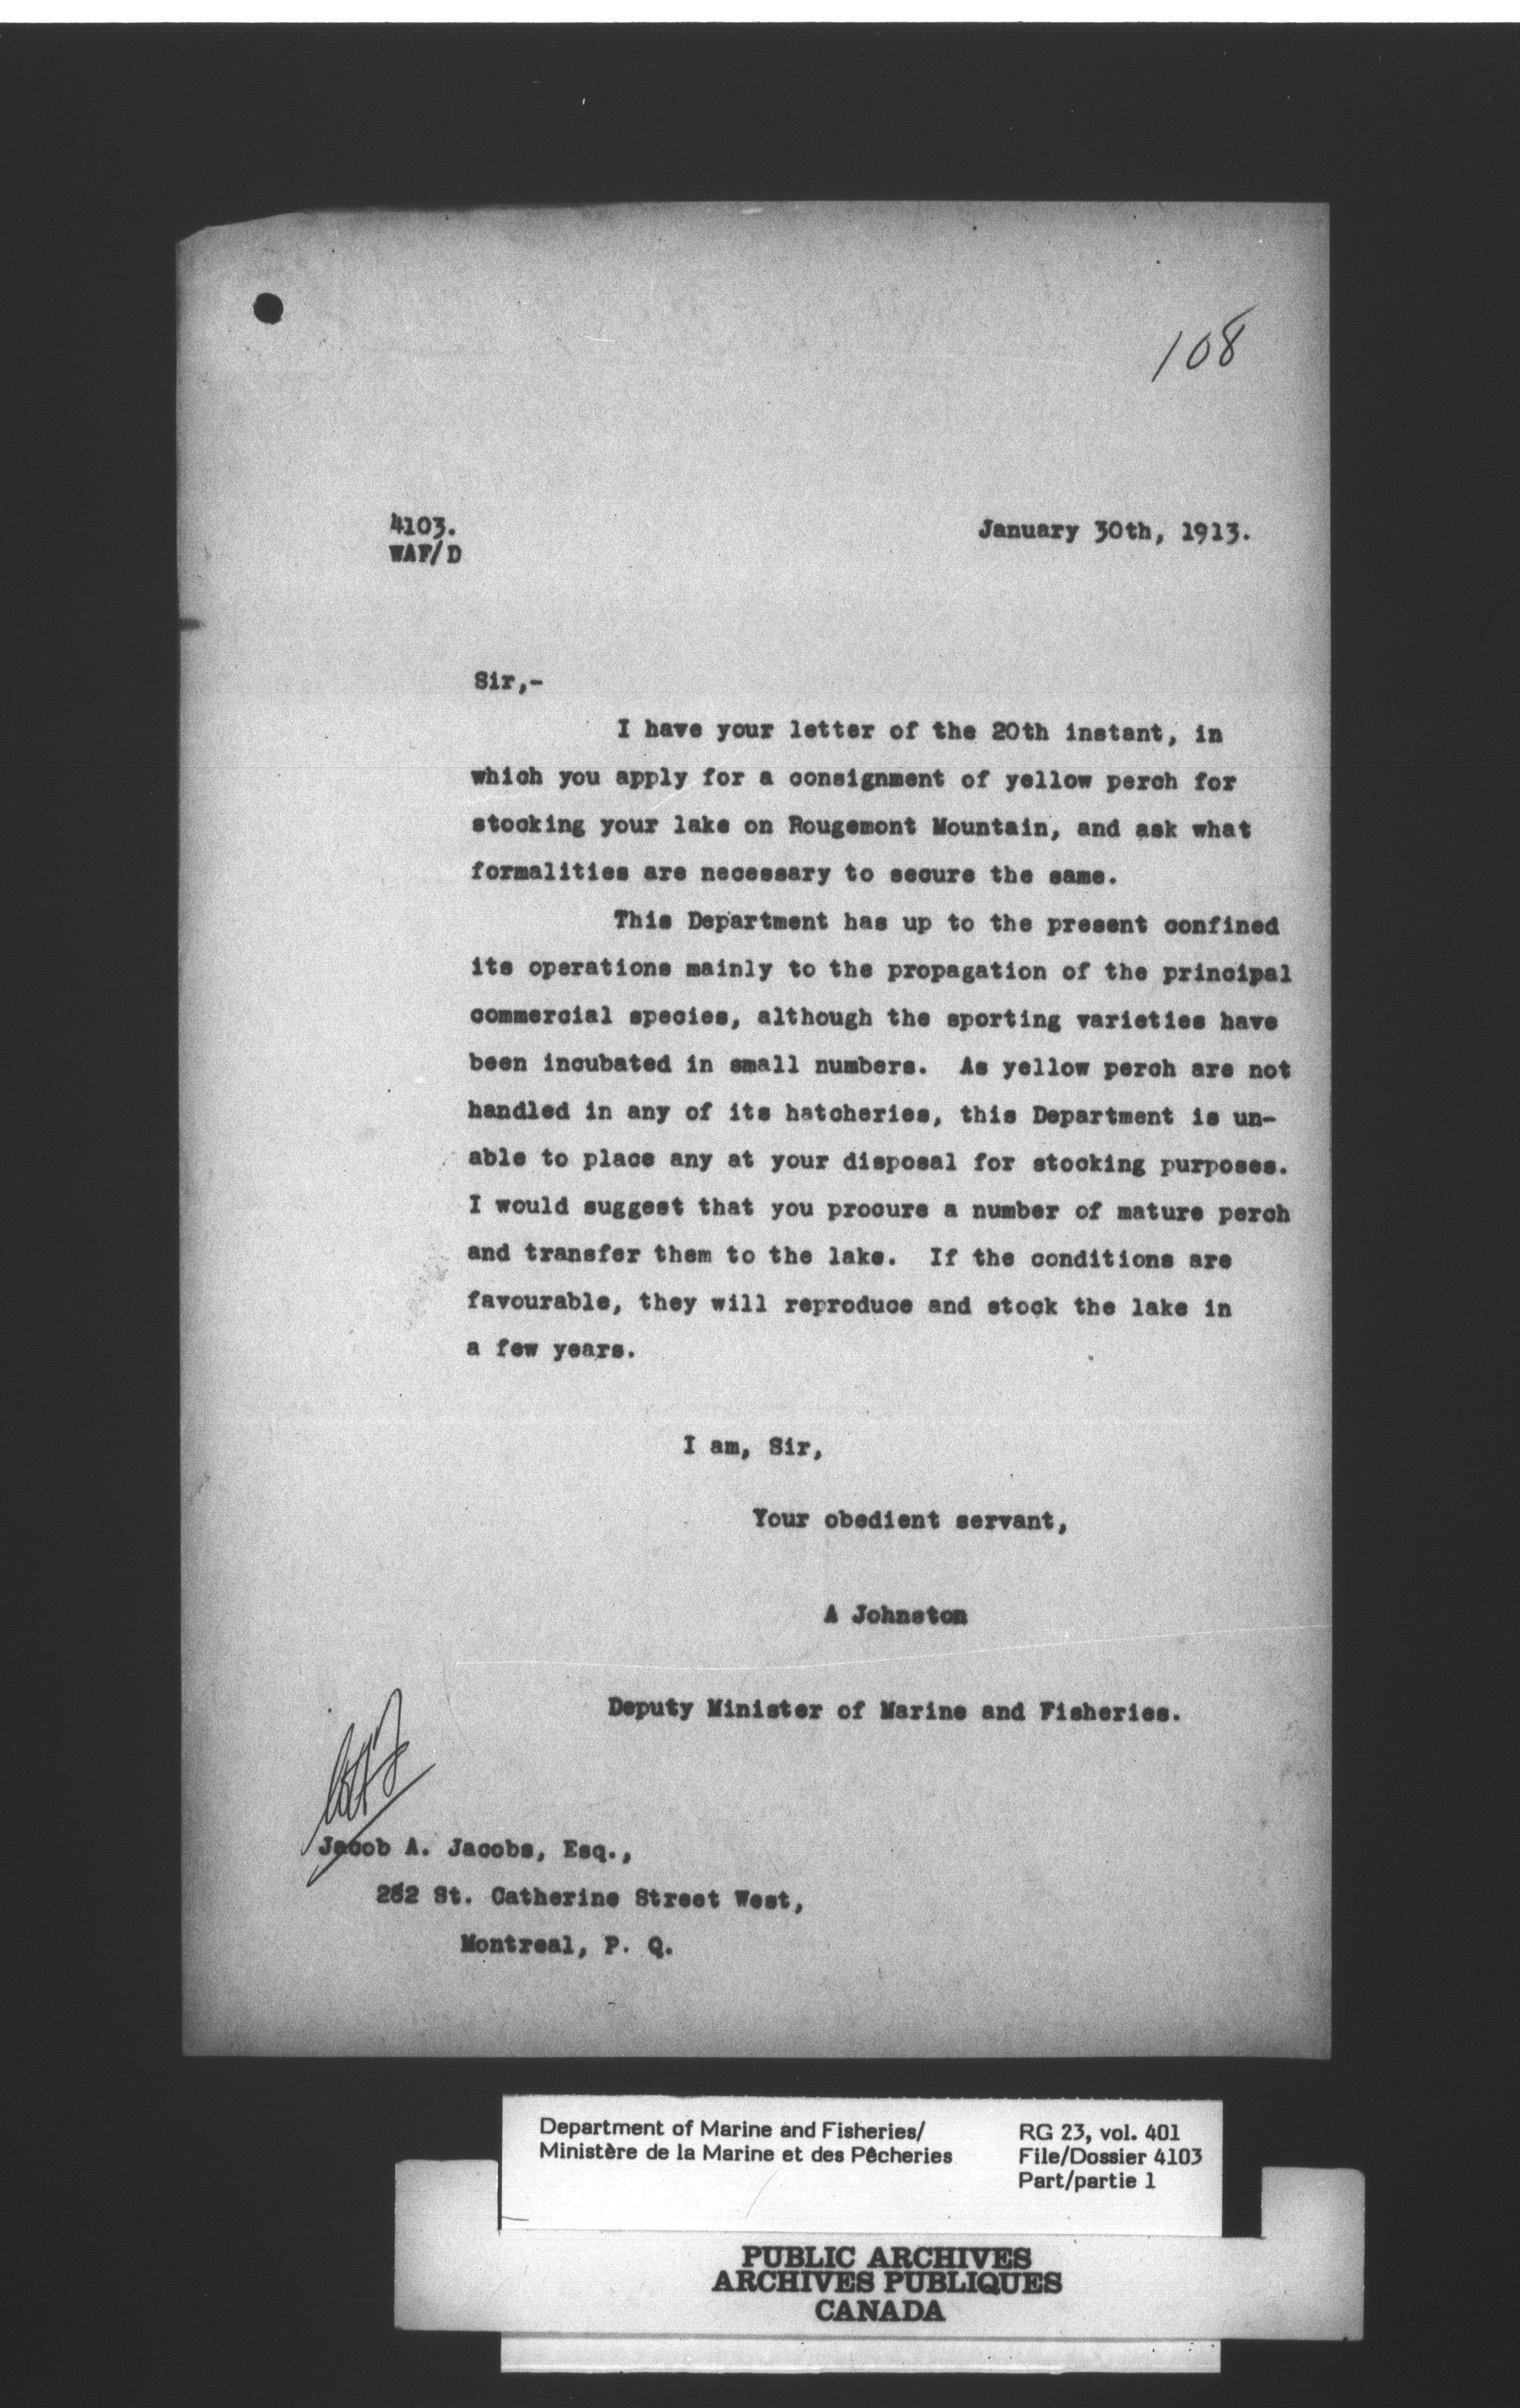 108
4103.
WAF/D
January 30th, 1913.
Sir,-
I have your letter of the 20th instant, in
which you apply for a consignment of yellow perch for
stocking your lake on Rougemont Mountain, and ask what
formalities are necessary to secure the same.
This Department has up to the present confined
its operations mainly to the propagation of the principal
commercial species, although the sporting varieties have
been incubated in small numbers. As yellow perch are not
handled in any of its hatcheries, this Department is un-
able to place any at your disposal for stocking purposes.
I would suggest that you procure a number of mature perch
and transfer them to the lake. If the conditions are
favourable, they will reproduce and stock the lake in
a few years.
I am, Sir,
Your obedient servant,
A Johnston
Deputy Minister of Marine and Fisheries.
Jacob A. Jacobs, Esq.,
St. Catherine Street West,
Montreal, P. Q.
Department of Marine and Fisheries/
Ministère de la Marine et des Pêcheries
RG 23, vol. 401
File/Dossier 4103
Part/partie 1
PUBLIC ARCHIVES
ARCHIVES PUBLIQUES
CANADA